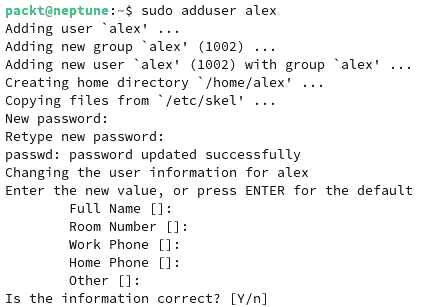 packt@neptune:~$ sudo adduser alex
Adding user `alex' ...
Adding new group `alex' (1002) ...
Adding new user `alex' (1002) with group `alex' ...
Creating home directory `/home/alex' ...
Copying files from `/etc/skel' ...
New password:
Retype new password:
passwd: password updated successfully
Changing the user information for alex
Enter the new value, or press ENTER for the default
        Full Name []:
        Room Number []:
        Work Phone []:
        Home Phone []:
        Other []:
Is the information correct? [Y/n]